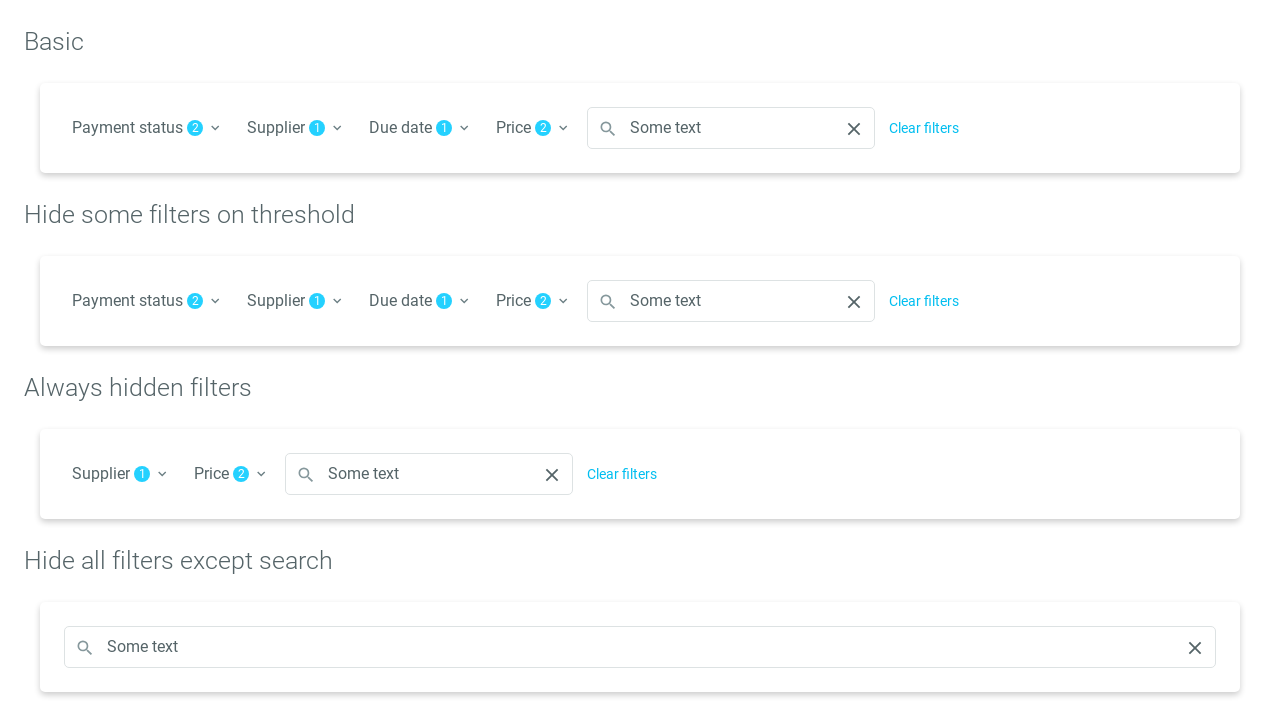 Basic
Payment status 2 Supplier 1 Due date 1 Price 2 Some text Clear filters
Hide some filters on threshold
Payment status 2 Supplier 1 Due date 1 Price 2 Some text Clear filters
Always hidden filters
Supplier 1 Price 2 Some text Clear filters
Hide all filters except search
Some text